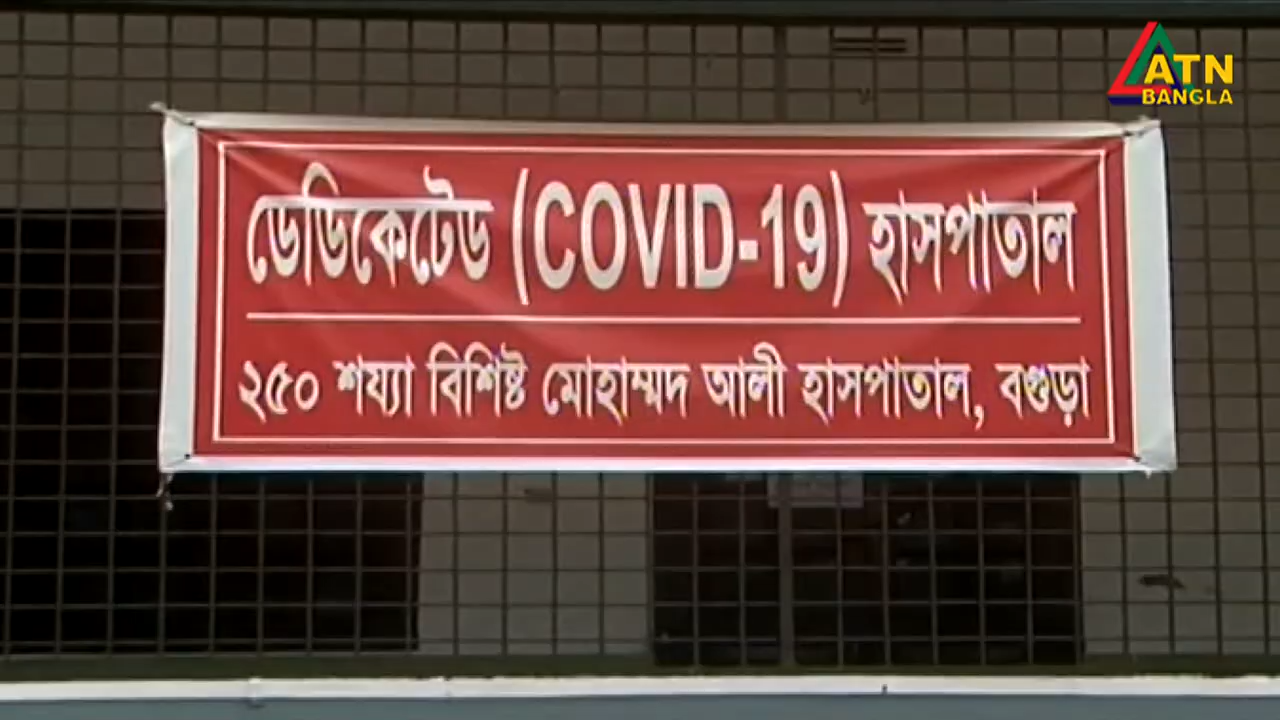 ATN
BANGLA
ডেডিকেটেড (COVID-19) হাসপাতাল
২৫০ শয্যা বিশিষ্ট মোহাম্মদ আলী হাসপাতাল, বগুড়া